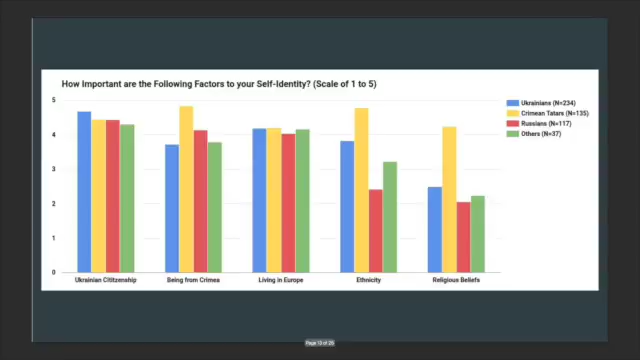 How Important are the Following Factors to your Self-Identity? (Scale of 1 to 5)
5
4
3
2
1
0
Ukrainian Cititzenship
Being from Crimea
Living in Europe
Ethnicity
Religious Beliefs
Ukrainians (N=234)
Crimean Tatars (N=135)
Russians (N=117)
Others (N=37)
Page 13 of 20